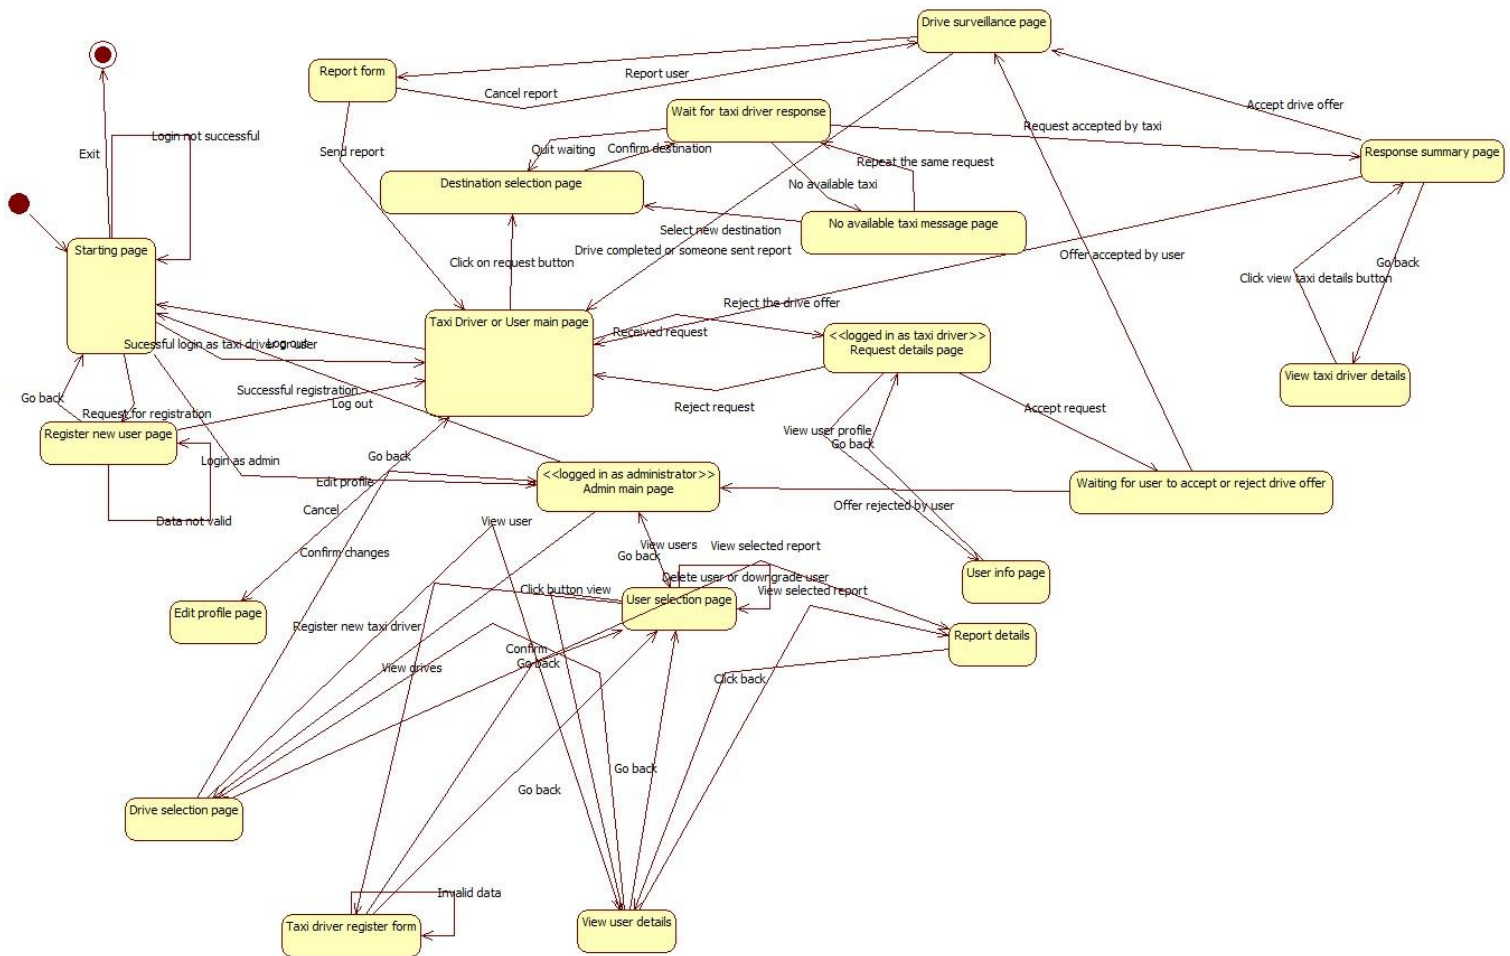 Drive surveillance page
Report form
Report user
Cancel report
Wait for taxi driver response
Accept drive offer
Request accepted by taxi
Login not successful
Exit
Send report
Quit waiting
Confirm destination
Repeat the same request
Response summary page
Destination selection page
No available taxi
No available taxi message page
Starting page
Select new destination
Drive completed or someone sent report
Offer accepted by user
Click on request button
Go back
Click view taxi details button
Taxi Driver or User main page
Reject the drive offer
Received request
<<logged in as taxi driver>>
Request details page
Sucessful login as taxi driver or user
Log out
View taxi driver details
Successful registration
Go back
Log out
Request for registration
Reject request
Accept request
Register new user page
View user profile
Go back
Go back
Login as admin
<<logged in as administrator>>
Admin main page
Edit profile
Waiting for user to accept or reject drive offer
Cancel
Offer rejected by user
Data not valid
View user
View users
View selected report
Confirm changes
Go back
User info page
Delete user or downgrade user
Click button view
View selected report
User selection page
Edit profile page
Register new taxi driver
Report details
Confirm
Go back
View drives
Click back
Go back
Go back
Drive selection page
Invalid data
Taxi driver register form
View user details